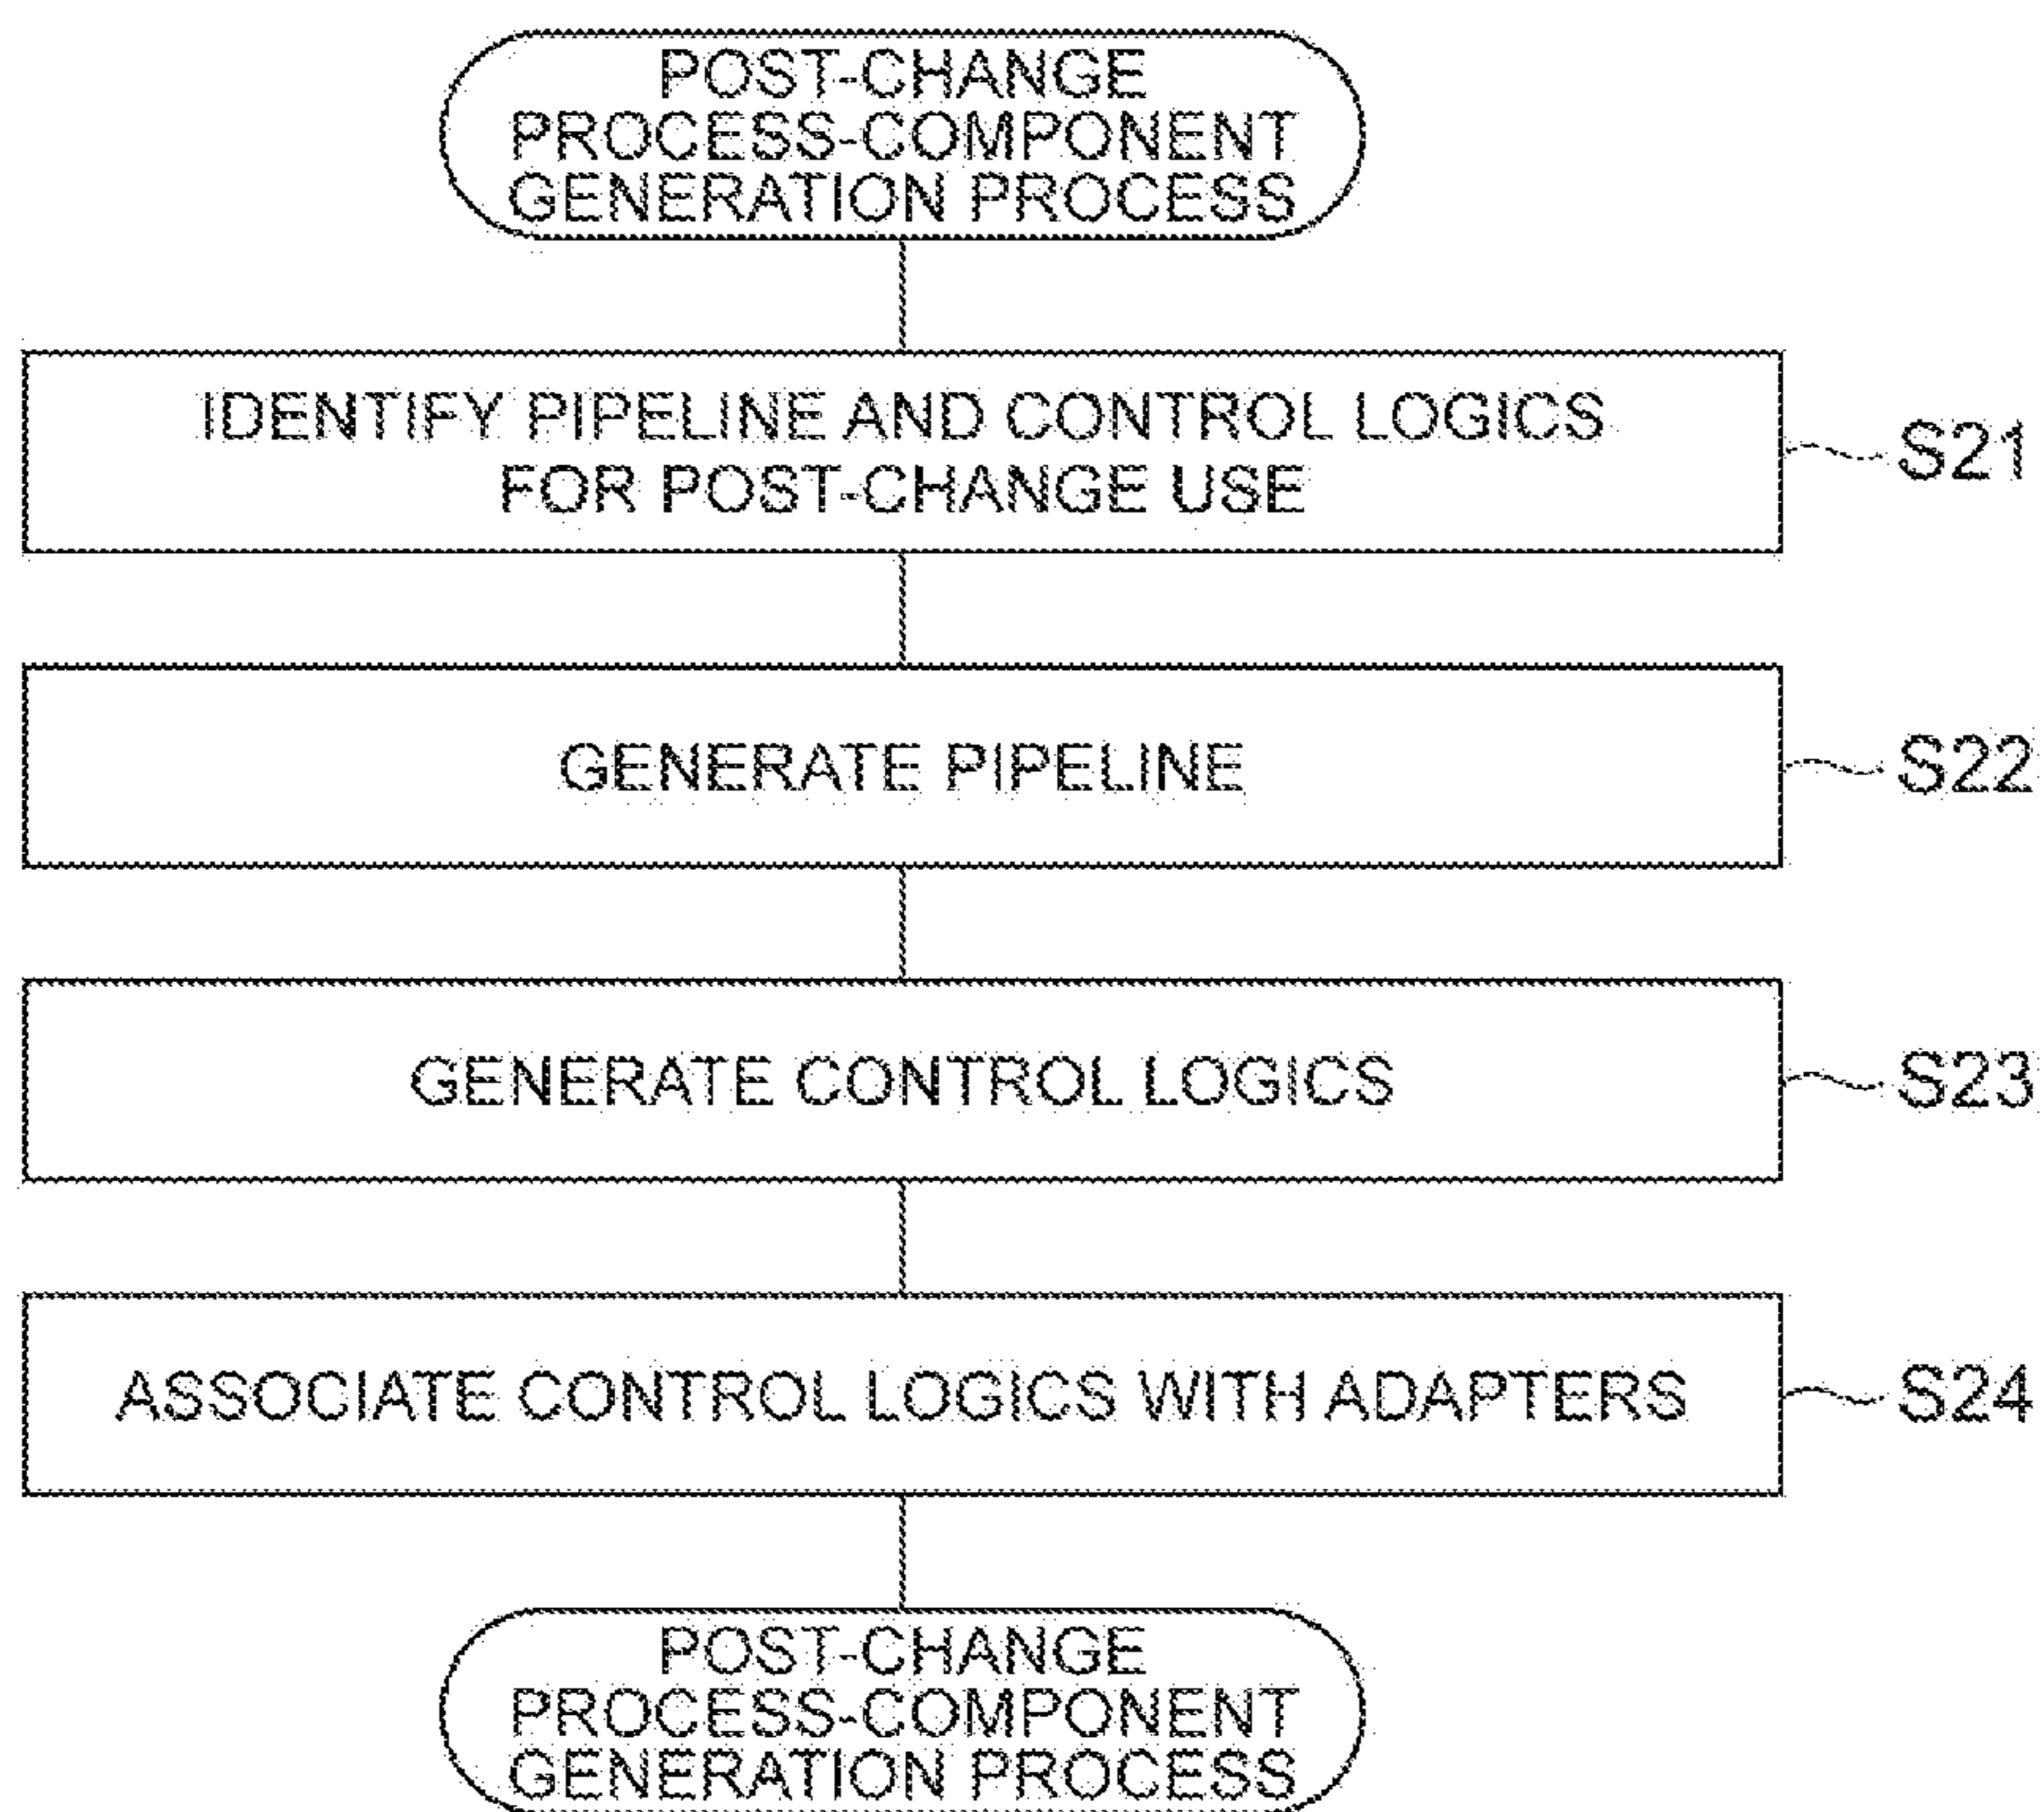 POST-CHANGE
PROCESS-COMPONENT
GENERATION PROCESS
IDENTIFY PIPELINE AND CONTROL LOGICS
FOR POST-CHANGE USE
S21
GENERATE PIPELINE
S22
GENERATE CONTROL LOGICS
S23
ASSOCIATE CONTROL LOGICS WITH ADAPTERS
S24
POST-CHANGE
PROCESS-COMPONENT
GENERATION PROCESS